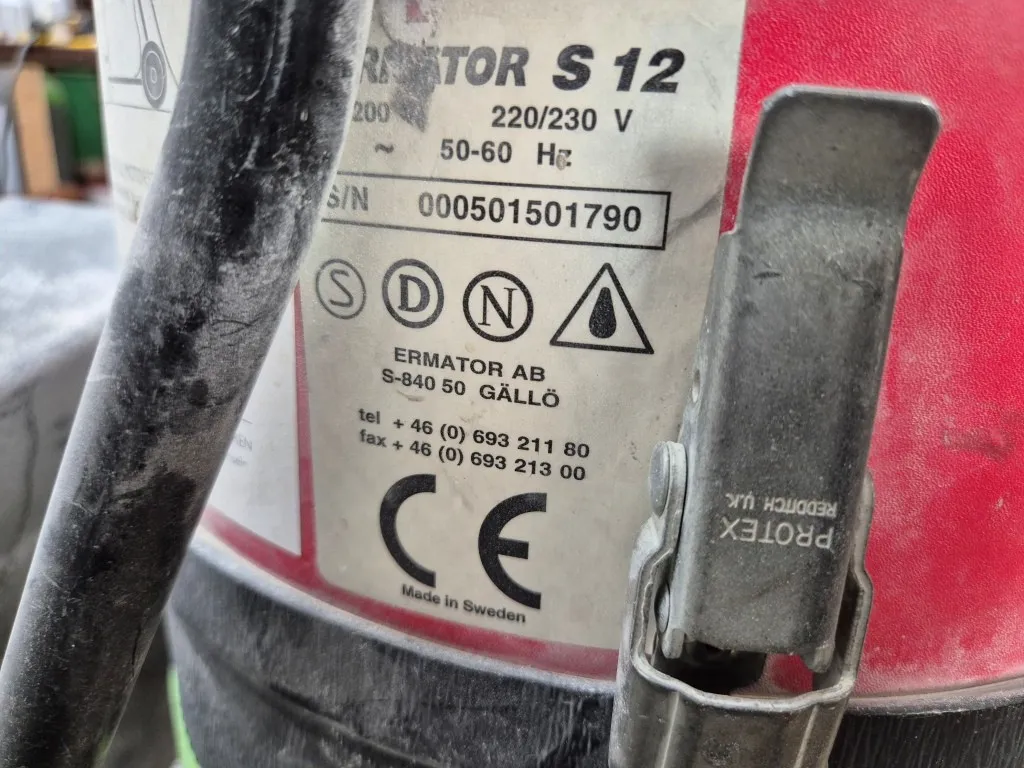 RMATOR S 12
200 220/230 V
~ 50-60 Hz
S/N 000501501790
S D N
ERMATOR AB
S-840 50 GÄLLÖ
tel + 46 (0) 693 211 80
fax + 46 (0) 693 213 00
CE
Made in Sweden
PROTEX
REDDITCH U.K.